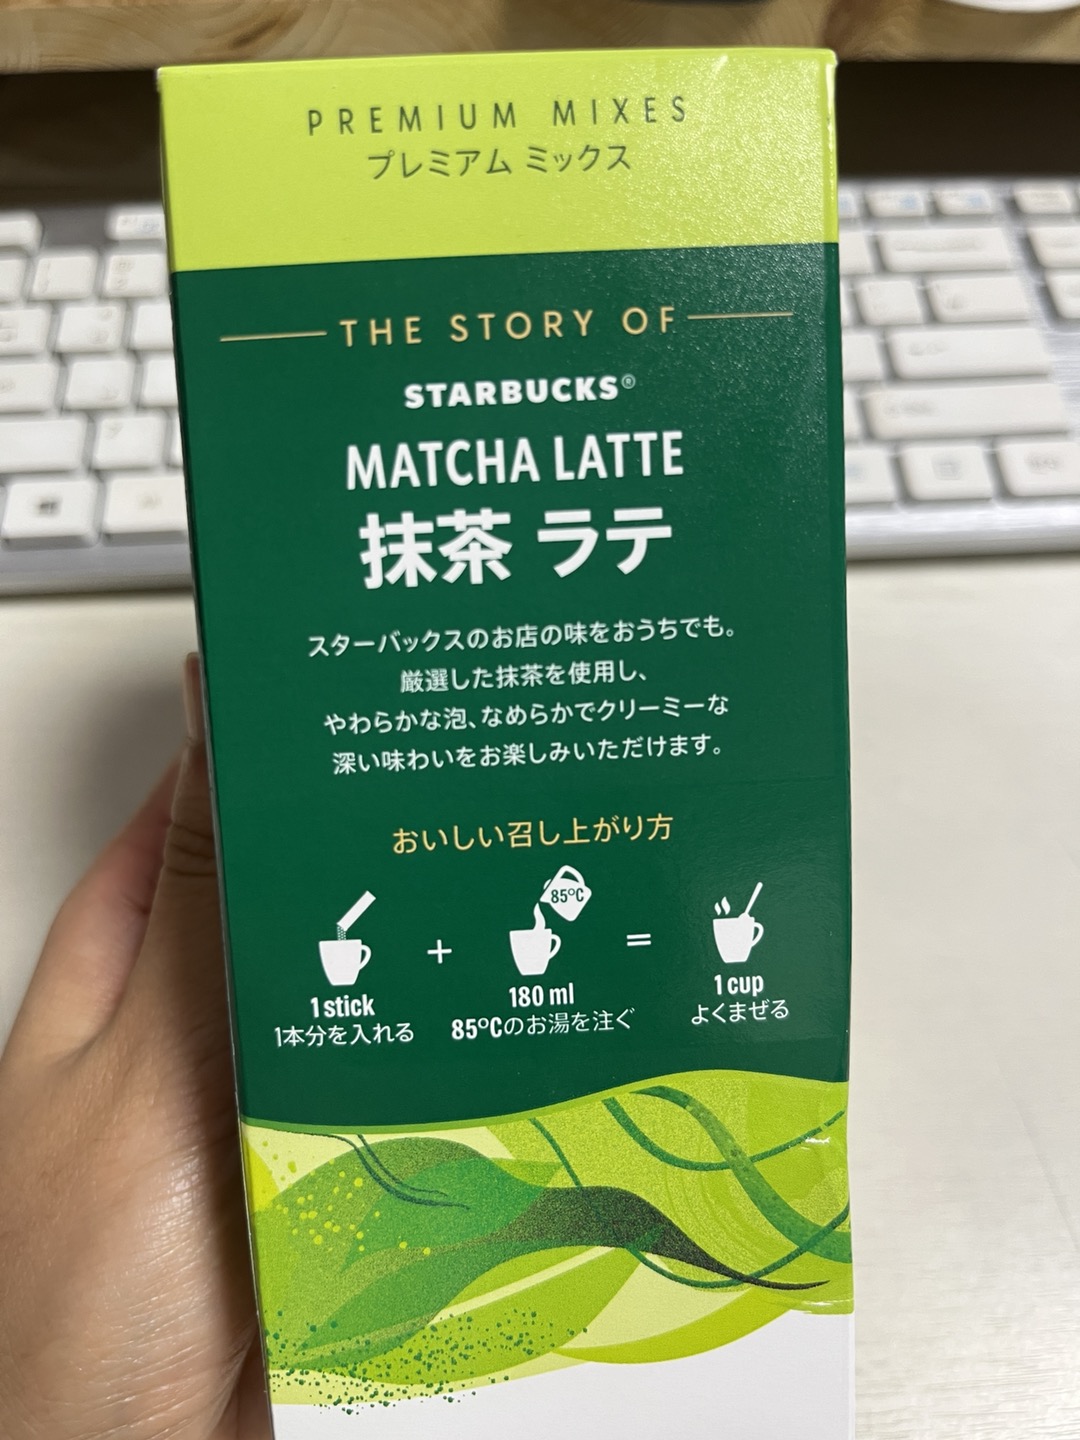 PREMIUM MIXES
プレミアム ミックス
THE STORY OF
STARBUCKS®
MATCHA LATTE
抹茶 ラテ
スターバックスのお店の味をおうちでも。
厳選した抹茶を使用し、
やわらかな泡、なめらかでクリーミーな
深い味わいをお楽しみいただけます。
おいしい召し上がり方
85°C
+
=
1 stick
180 ml
1 cup
1本分を入れる
85°Cのお湯を注ぐ
よくまぜる